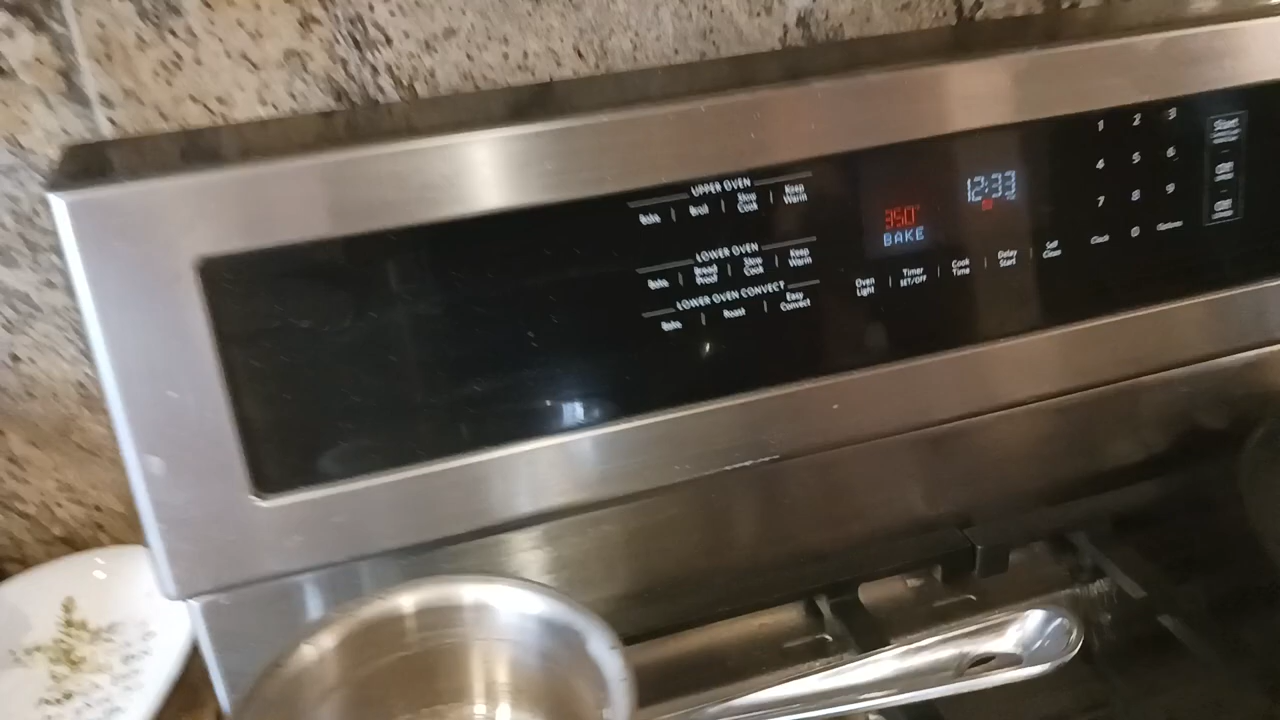 UPPER OVEN
Bake | Broil | Slow Cook | Keep Warm
LOWER OVEN
Bake | Bread Proof | Slow Cook | Keep Warm
LOWER OVEN CONVECT
Bake | Roast | Easy Convect
350°
BAKE
12:33
Oven Light | Timer SET/OFF | Cook Time | Delay Start | Self Clean
1 2 3
4 5 6
7 8 9
Clock 0
Start
Off
Off